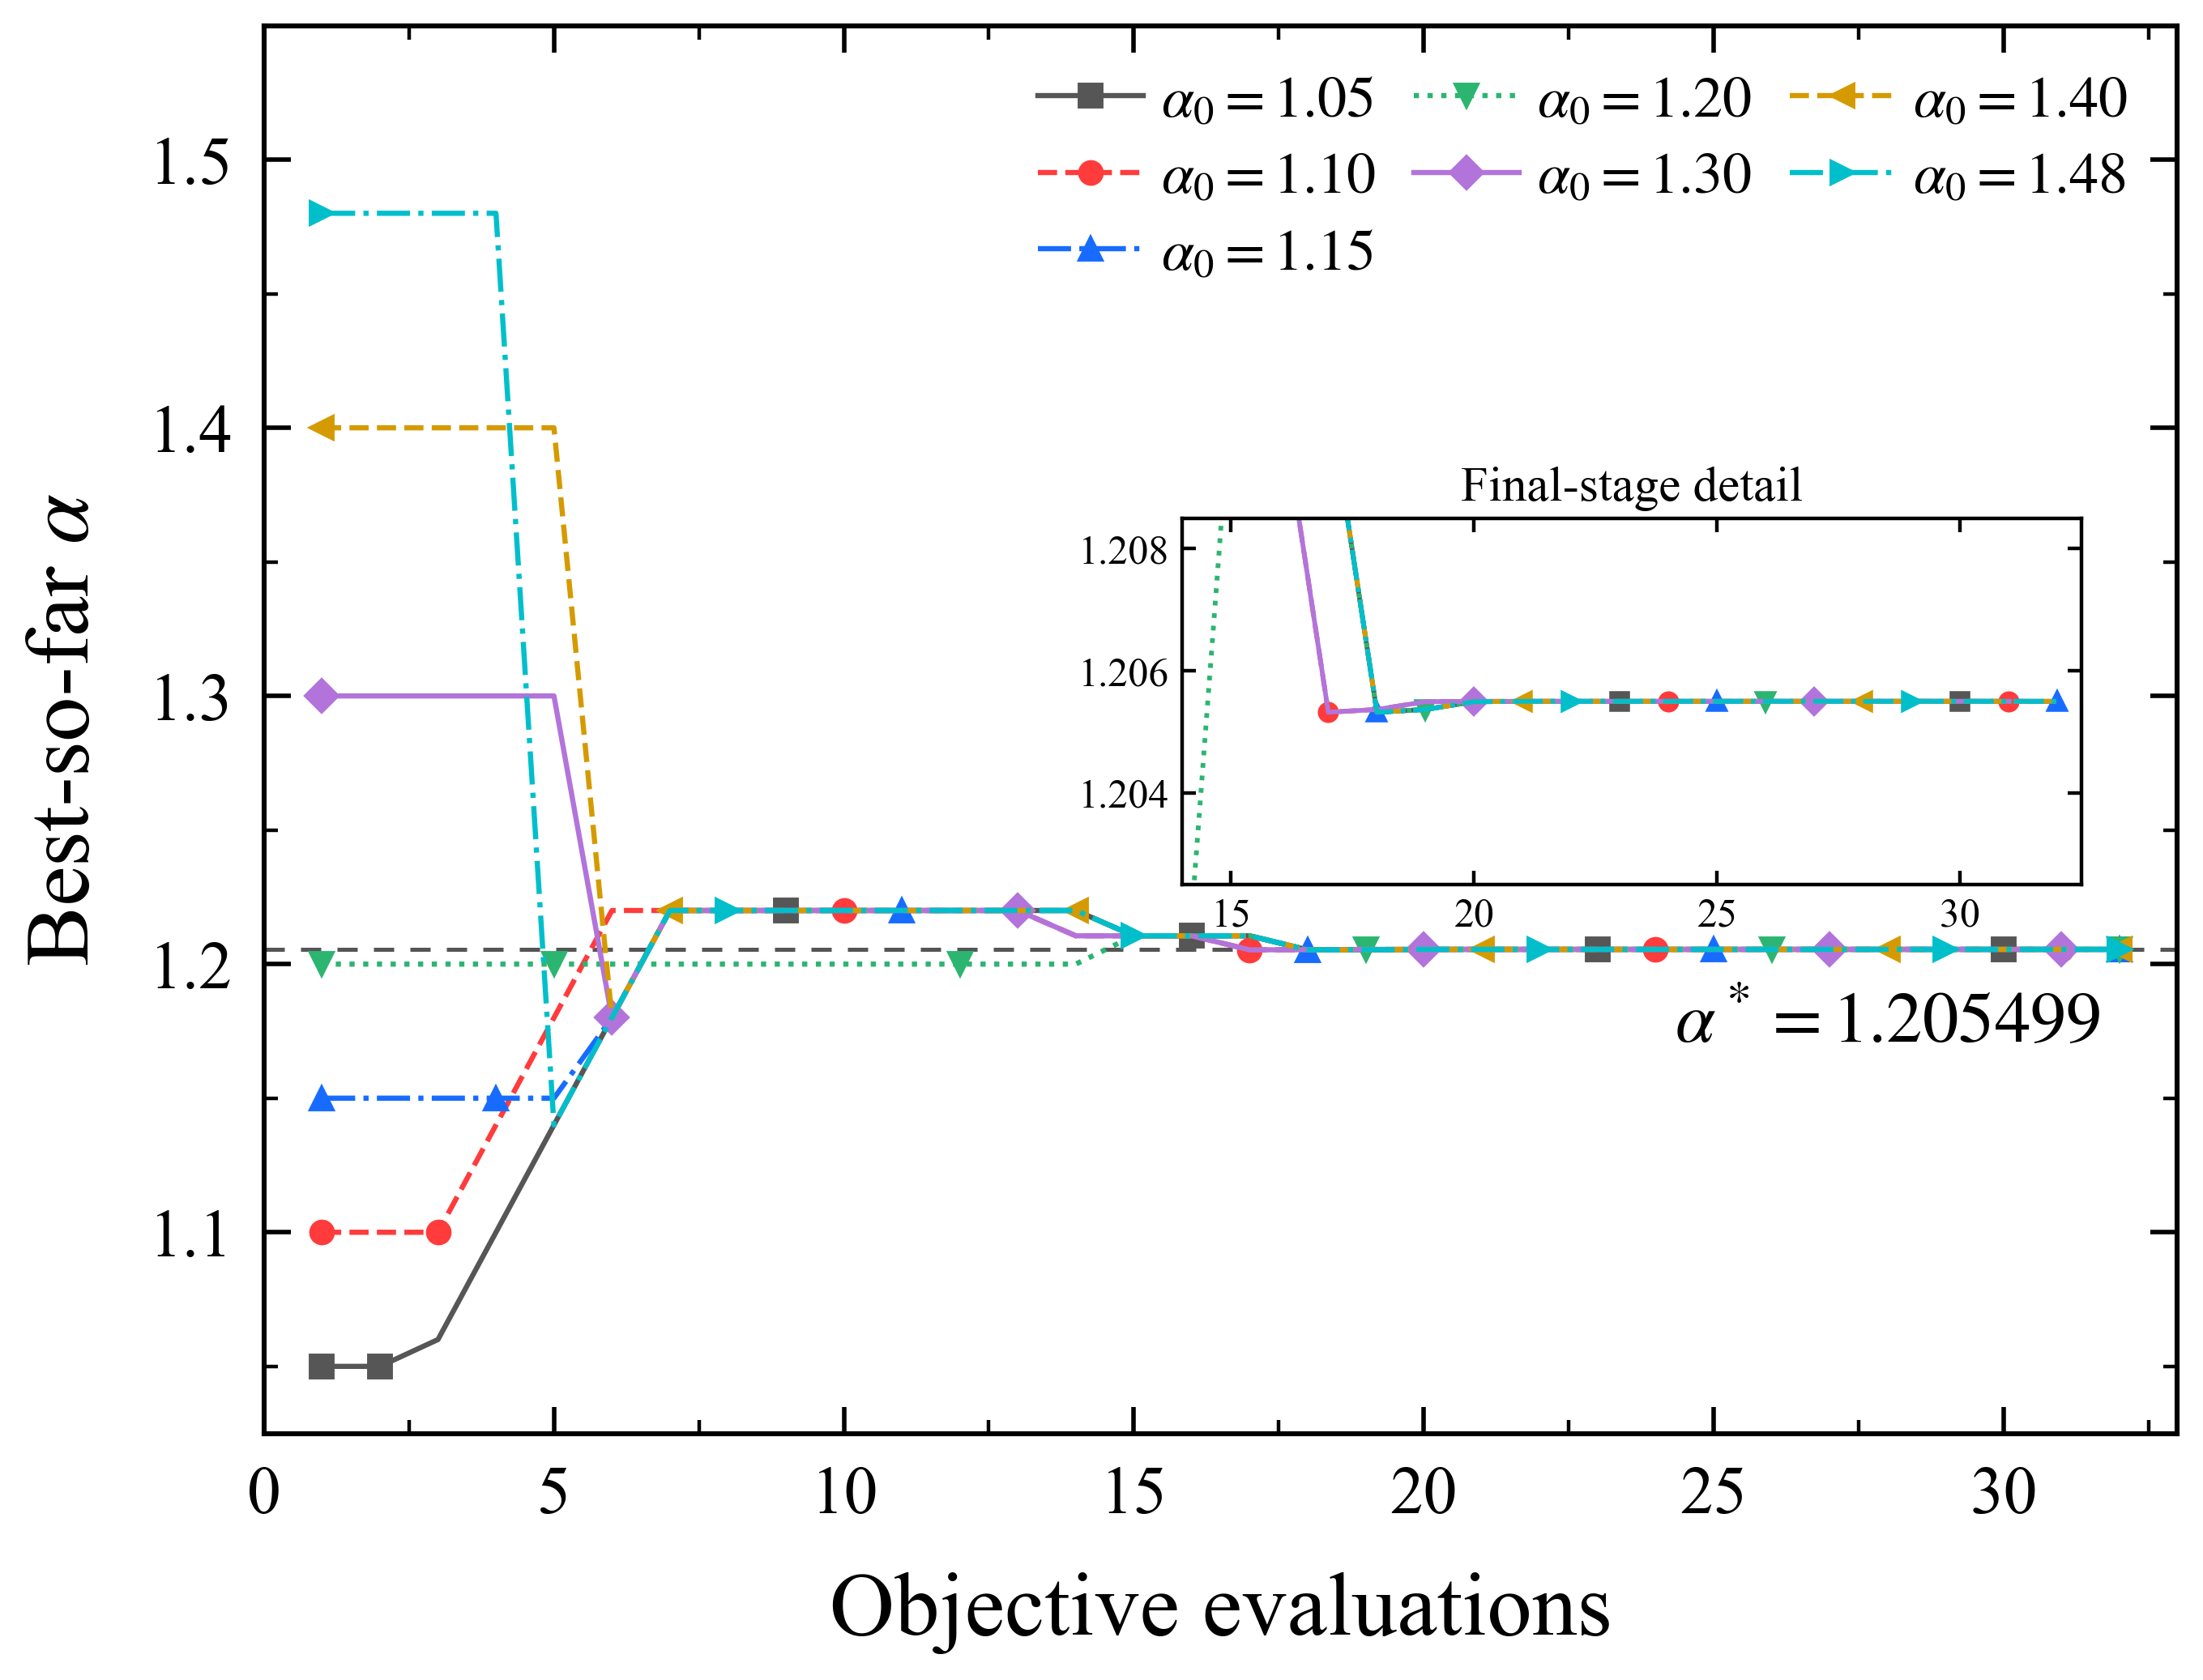 α₀ = 1.05 α₀ = 1.20 α₀ = 1.40
α₀ = 1.10 α₀ = 1.30 α₀ = 1.48
α₀ = 1.15
1.5
1.4
1.3
1.2
1.1
Best-so-far α
Final-stage detail
1.208
1.206
1.204
15 20 25 30
α* = 1.205499
0 5 10 15 20 25 30
Objective evaluations